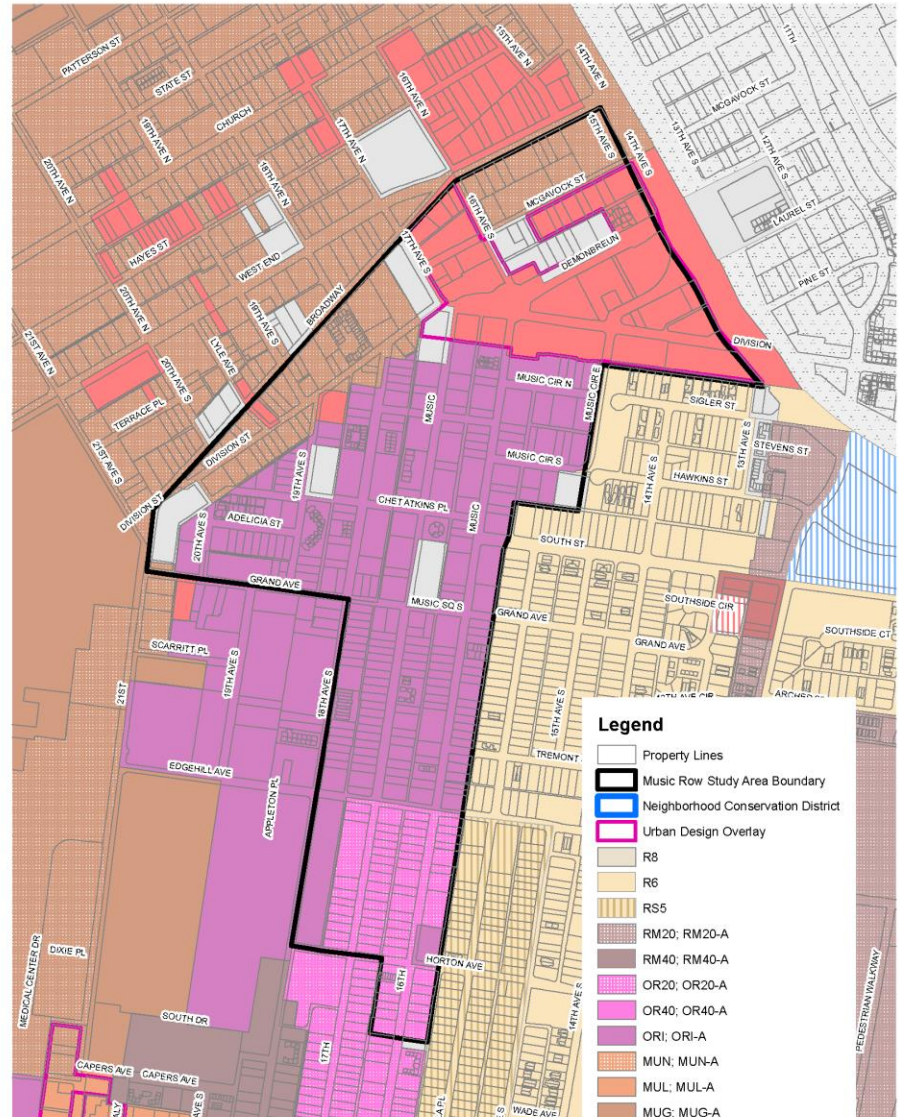 PATTERSON ST
STATE ST
CHURCH
15TH AVE N
14TH AVE N
16TH AVE N
17TH AVE N
18TH AVE N
19TH AVE N
20TH AVE N
11TH
MCGAVOCK ST
13TH AVE S
12TH AVE S
LAUREL ST
PINE ST
15TH AVE S
14TH AVE S
MCGAVOCK ST
16TH AVE S
DEMONBREUN
17TH AVE S
HAYES ST
WEST END
BROADWAY
20TH AVE N
21ST AVE N
19TH AVE S
LYLE AVE
20TH AVE S
TERRACE PL
21ST AVE S
DIVISION ST
DIVISION
MUSIC CIR N
MUSIC CIR E
SIGLER ST
MUSIC
13TH AVE S
STEVENS ST
MUSIC CIR S
14TH AVE S
HAWKINS ST
19TH AVE S
CHET ATKINS PL
MUSIC
DIVISION ST
ADELICIA ST
20TH AVE S
SOUTH ST
GRAND AVE
MUSIC SQ S
GRAND AVE
SOUTHSIDE CIR
SOUTHSIDE CT
GRAND AVE
SCARRITT PL
19TH AVE S
18TH AVE S
21ST
15TH AVE S
TREMONT
EDGEHILL AVE
APPLETON PL
HORTON AVE
16TH
DIXIE PL
MEDICAL CENTER DR
SOUTH DR
17TH
14TH AVE S
CAPERS AVE
CAPERS AVE
AVE S
WADE AVE
PEDESTRIAN WALKWAY
Legend
Property Lines
Music Row Study Area Boundary
Neighborhood Conservation District
Urban Design Overlay
R8
R6
RS5
RM20; RM20-A
RM40; RM40-A
OR20; OR20-A
OR40; OR40-A
ORI; ORI-A
MUN; MUN-A
MUL; MUL-A
MUG; MUG-A